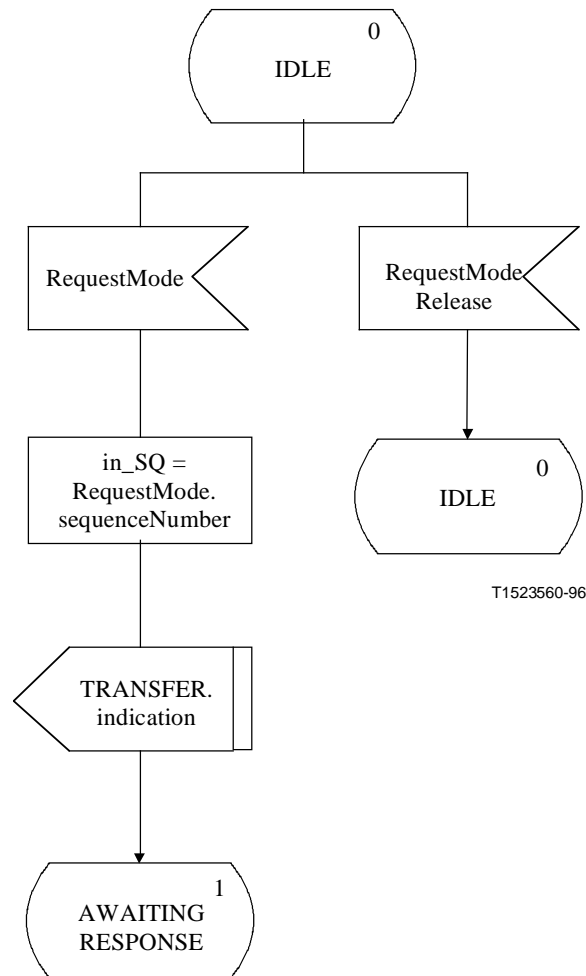 0
IDLE
RequestMode
RequestMode
Release
in_SQ =
RequestMode.
sequenceNumber
0
IDLE
T1523560-96
TRANSFER.
indication
1
AWAITING
RESPONSE